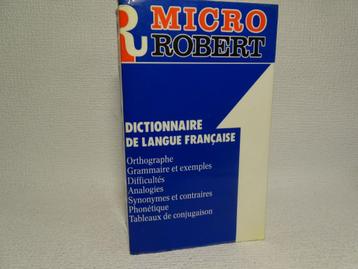 R MICRO
ROBERT
DICTIONNAIRE
DE LANGUE FRANÇAISE
Orthographe
Grammaire et exemples
Difficultés
Analogies
Synonymes et contraires
Phonétique
Tableaux de conjugaison
1